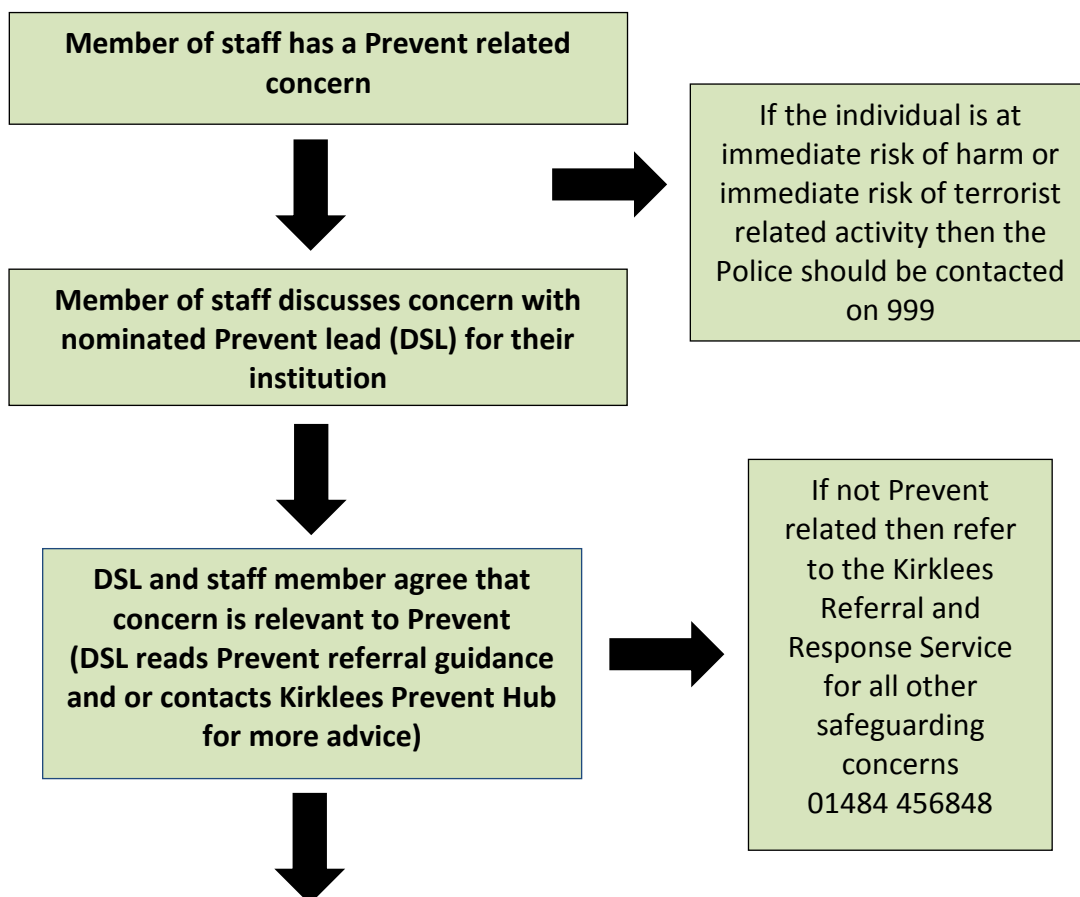 Member of staff has a Prevent related
concern
If the individual is at
immediate risk of harm or
immediate risk of terrorist
related activity then the
Police should be contacted
on 999
Member of staff discusses concern with
nominated Prevent lead (DSL) for their
institution
DSL and staff member agree that
concern is relevant to Prevent
(DSL reads Prevent referral guidance
and or contacts Kirklees Prevent Hub
for more advice)
If not Prevent
related then refer
to the Kirklees
Referral and
Response Service
for all other
safeguarding
concerns
01484 456848